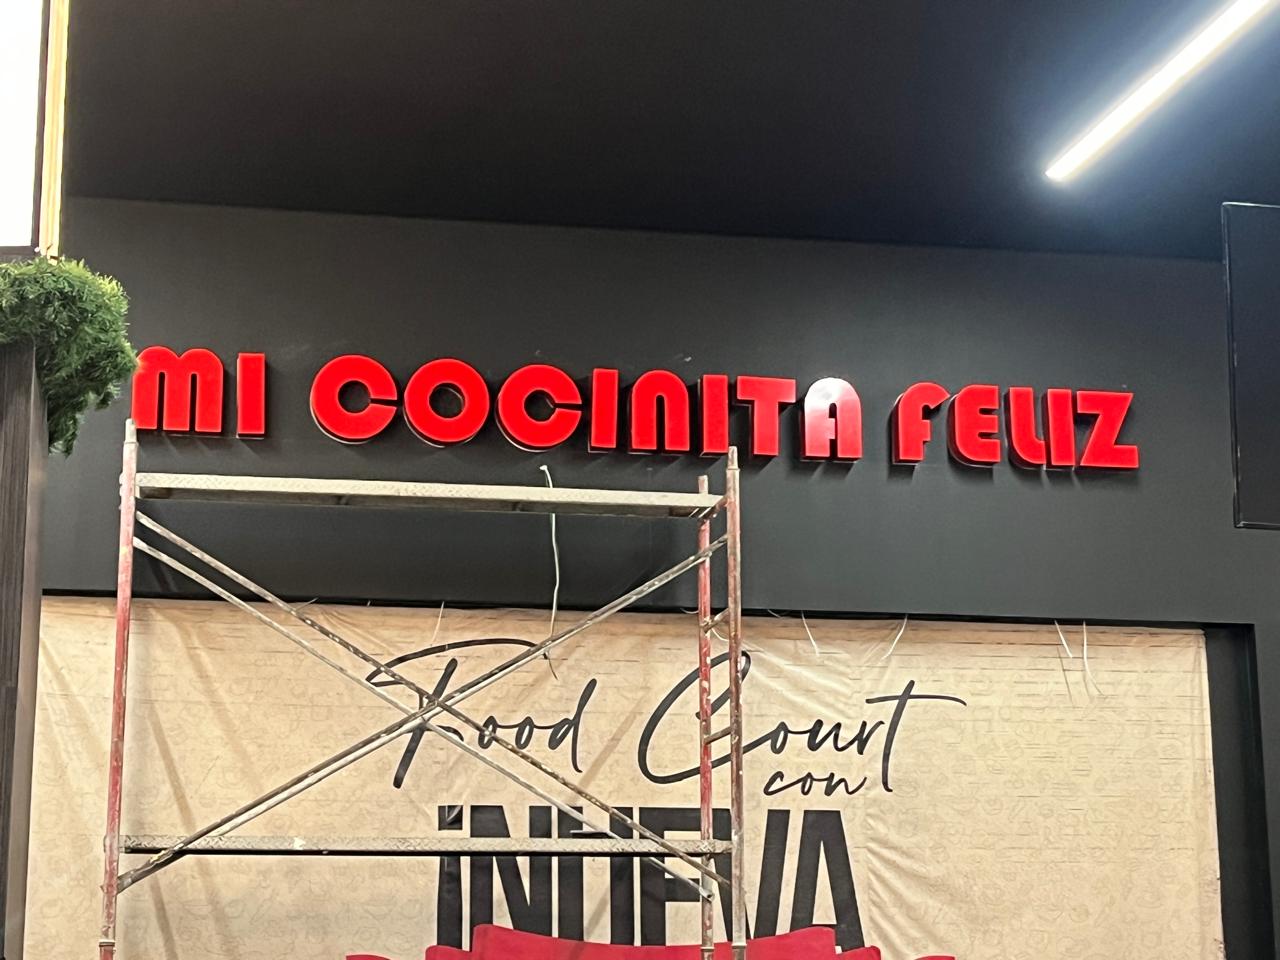 MI COCINITA FELIZ
Food Court
con
¡NUEVA